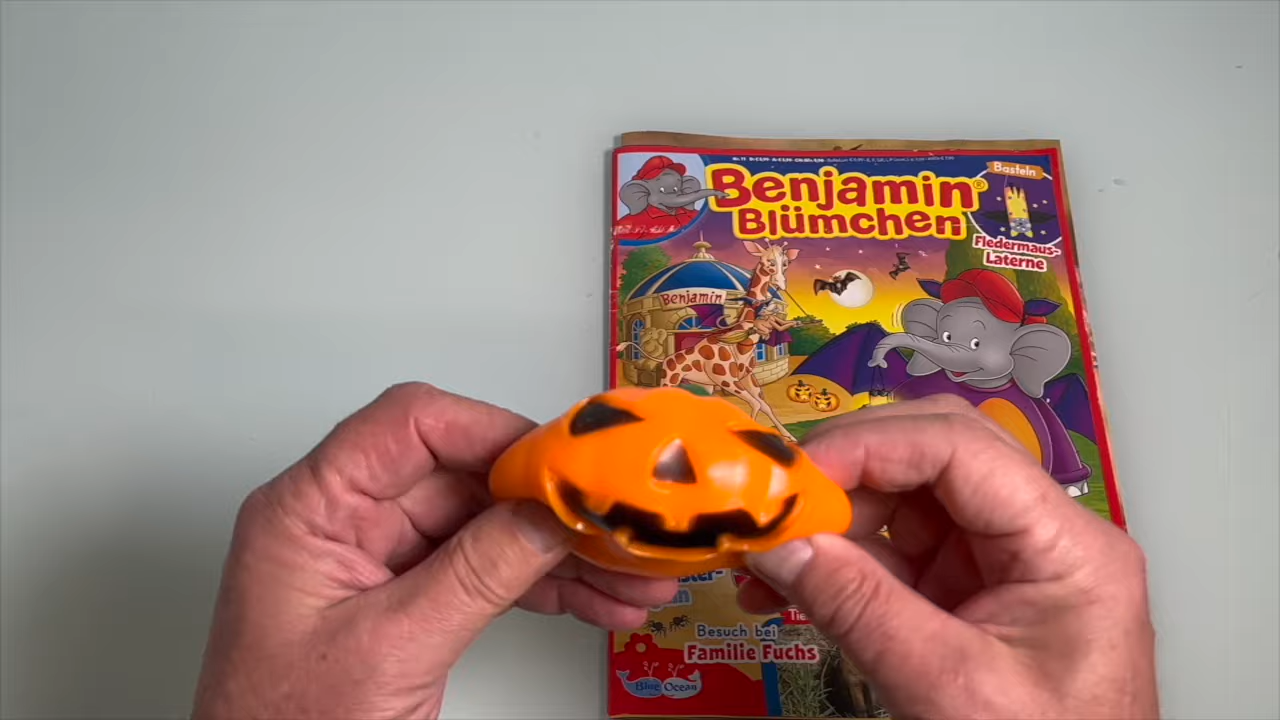 Basteln
Benjamin®
Blümchen
Fledermaus-
Laterne
Benjamin
Besuch bei
Familie Fuchs
Blue Ocean